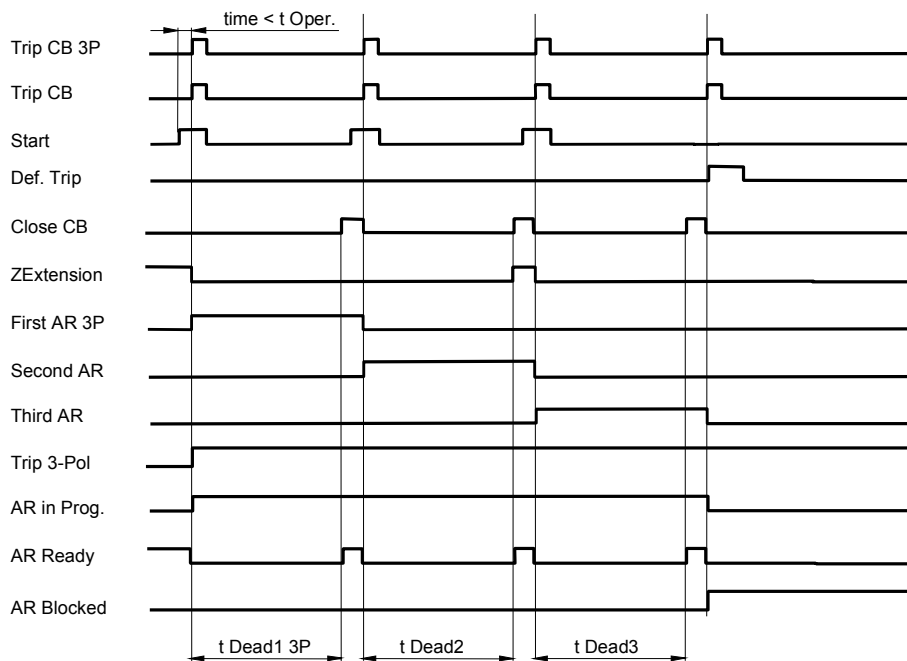 time < t Oper.
Trip CB 3P
Trip CB
Start
Def. Trip
Close CB
ZExtension
First AR 3P
Second AR
Third AR
Trip 3-Pol
AR in Prog.
AR Ready
AR Blocked
t Dead1 3P t Dead2 t Dead3